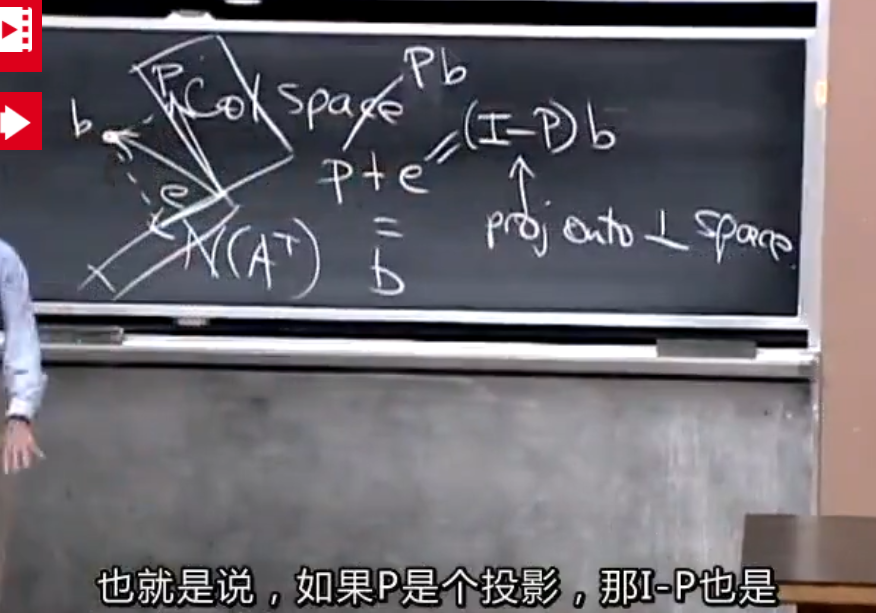 Pb
b
P
Col space
p+e
=(I-P)b
e
=
b
N(A^T)
proj onto ⊥ space
也就是说，如果P是个投影，那I-P也是